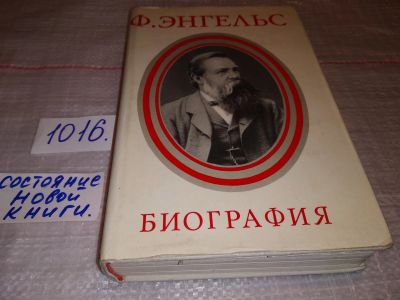 Ф. ЭНГЕЛЬС
БИОГРАФИЯ
1016.
состояние
новой
книги.